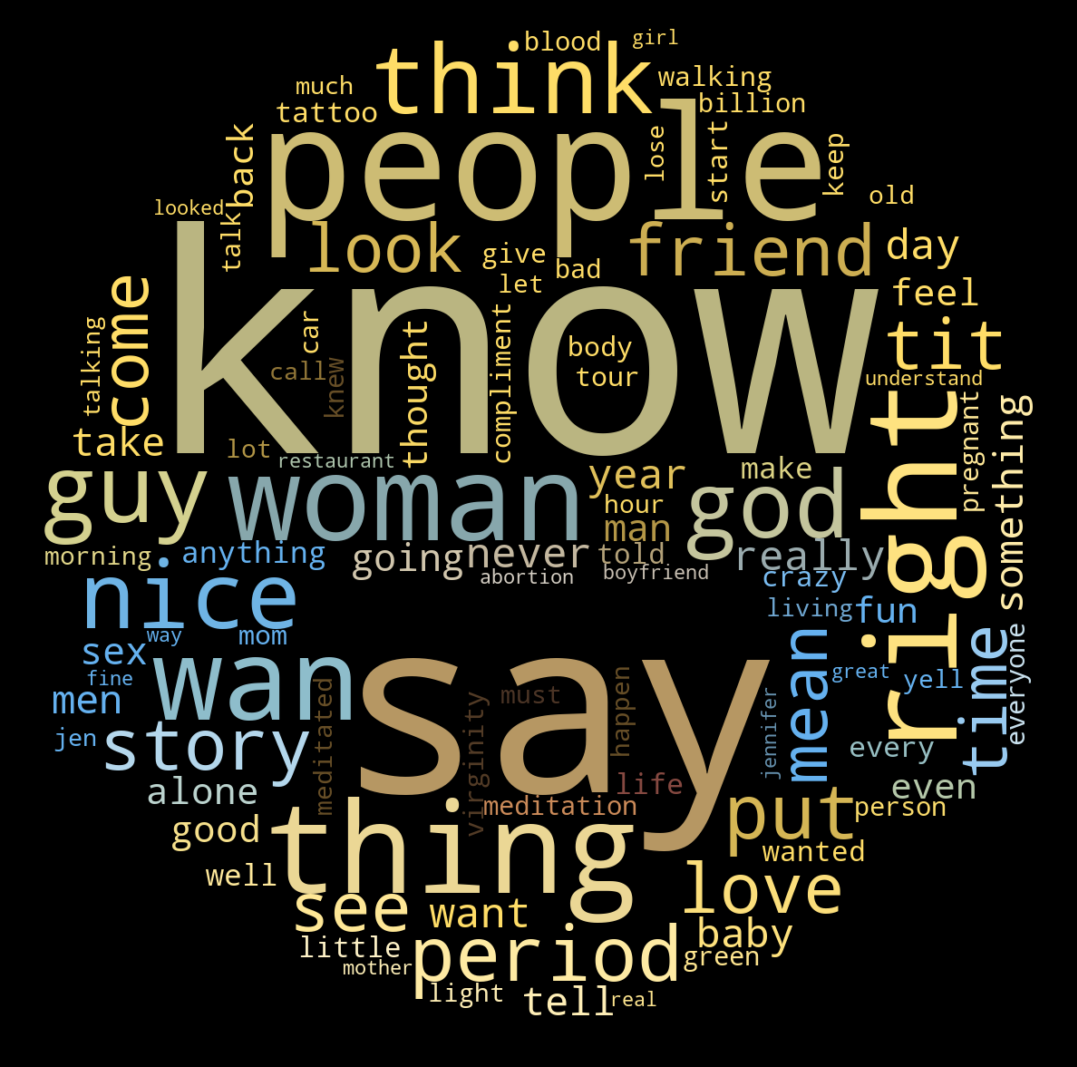 blood
girl
think
much
walking
tattoo
billion
people
back
lose
start
keep
old
looked
talk
look
friend
day
give
bad
let
feel
know
come
talking
car
call
knew
thought
compliment
body
tour
tit
understand
right
pregnant
something
take
lot
restaurant
guy
woman
year
make
god
hour
man
morning
anything
going
never
told
really
abortion
boyfriend
crazy
nice
living
fun
way
mom
sex
fine
men
wan
say
mean
great
yell
time
everyone
jen
story
meditated
virginity
must
happen
jennifer
every
alone
meditation
life
even
good
thing
put
person
well
wanted
see
want
love
little
period
baby
mother
green
light
tell
real